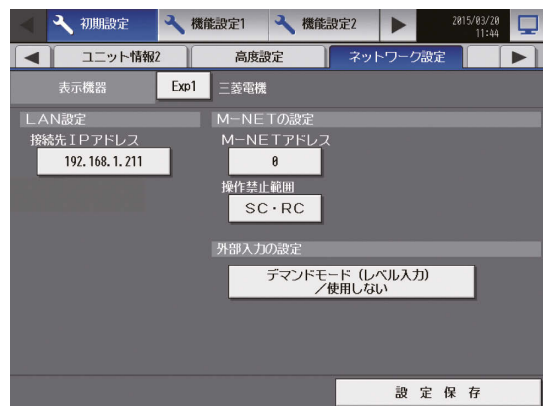 初期設定
機能設定1
機能設定2
2015/03/20
11:44
ユニット情報2
高度設定
ネットワーク設定
表示機器
Exp1
三菱電機
LAN設定
接続先IPアドレス
192.168.1.211
M-NETの設定
M-NETアドレス
0
操作禁止範囲
SC・RC
外部入力の設定
デマンドモード(レベル入力)
/使用しない
設定保存